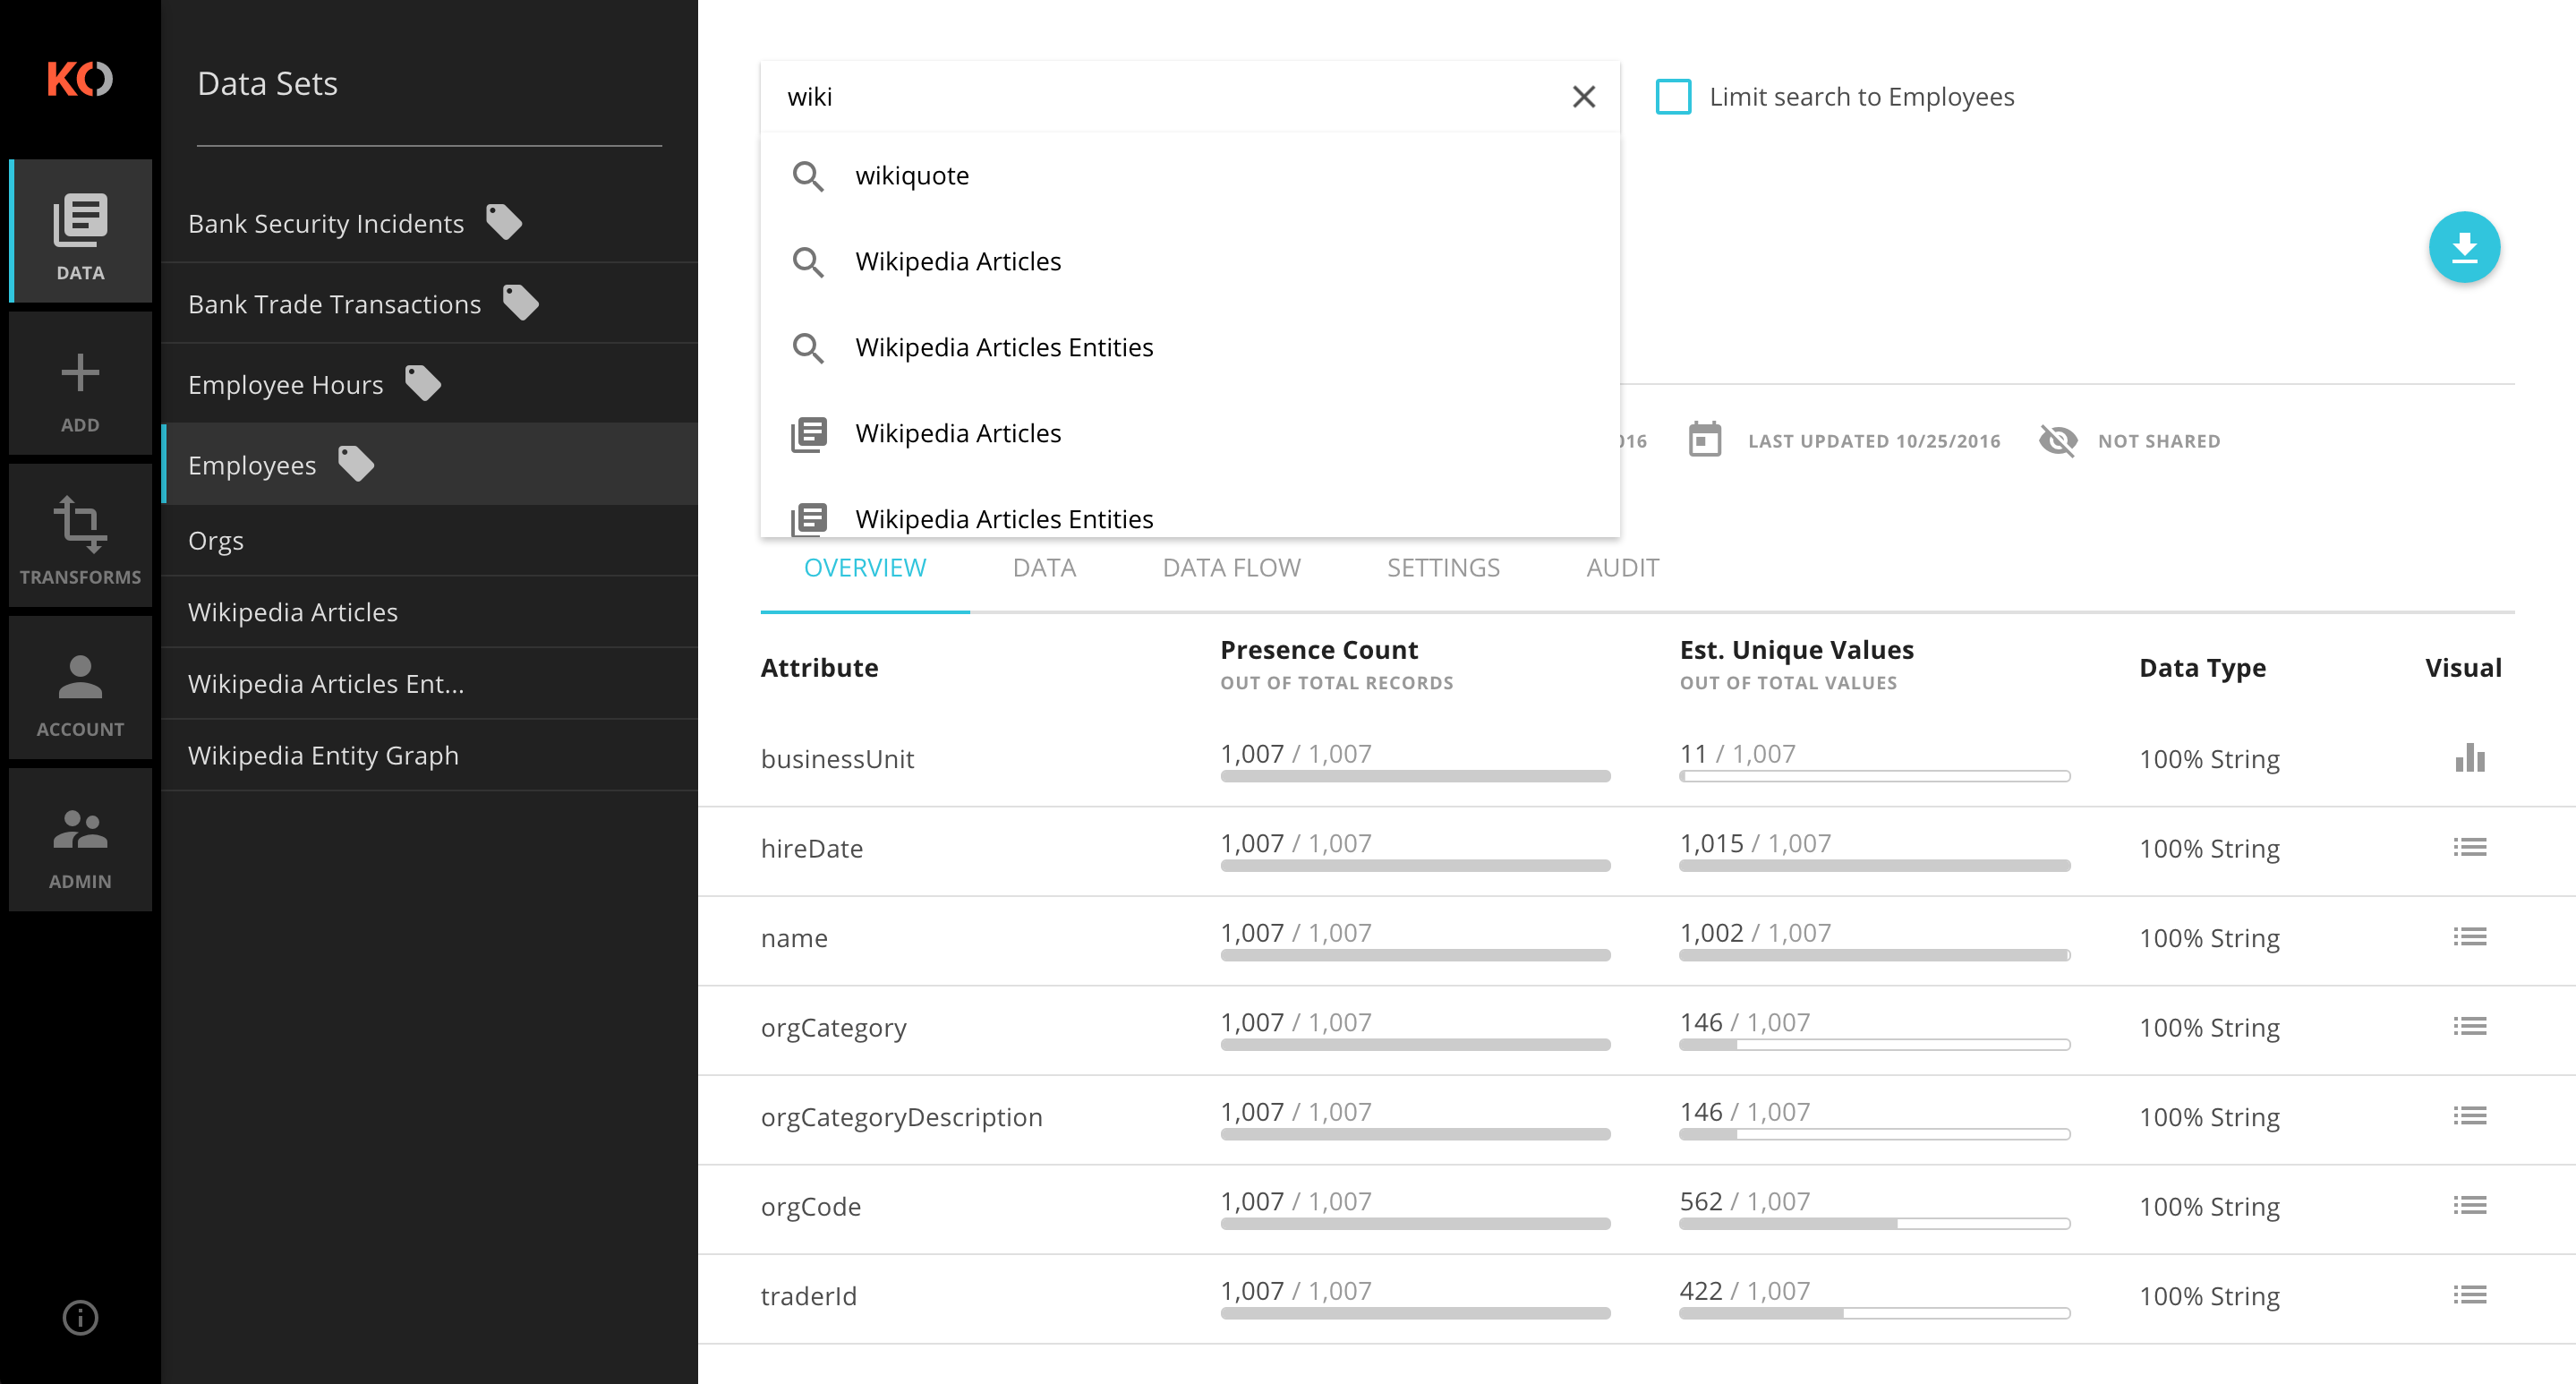 KO
Data Sets
DATA
ADD
TRANSFORMS
ACCOUNT
ADMIN
Bank Security Incidents
Bank Trade Transactions
Employee Hours
Employees
Orgs
Wikipedia Articles
Wikipedia Articles Ent...
Wikipedia Entity Graph
wiki
Limit search to Employees
wikiquote
Wikipedia Articles
Wikipedia Articles Entities
Wikipedia Articles
Wikipedia Articles Entities
LAST UPDATED 10/25/2016
NOT SHARED
OVERVIEW DATA DATA FLOW SETTINGS AUDIT
Attribute
Presence Count
OUT OF TOTAL RECORDS
Est. Unique Values
OUT OF TOTAL VALUES
Data Type
Visual
businessUnit 1,007 / 1,007 11 / 1,007 100% String
hireDate 1,007 / 1,007 1,015 / 1,007 100% String
name 1,007 / 1,007 1,002 / 1,007 100% String
orgCategory 1,007 / 1,007 146 / 1,007 100% String
orgCategoryDescription 1,007 / 1,007 146 / 1,007 100% String
orgCode 1,007 / 1,007 562 / 1,007 100% String
traderId 1,007 / 1,007 422 / 1,007 100% String